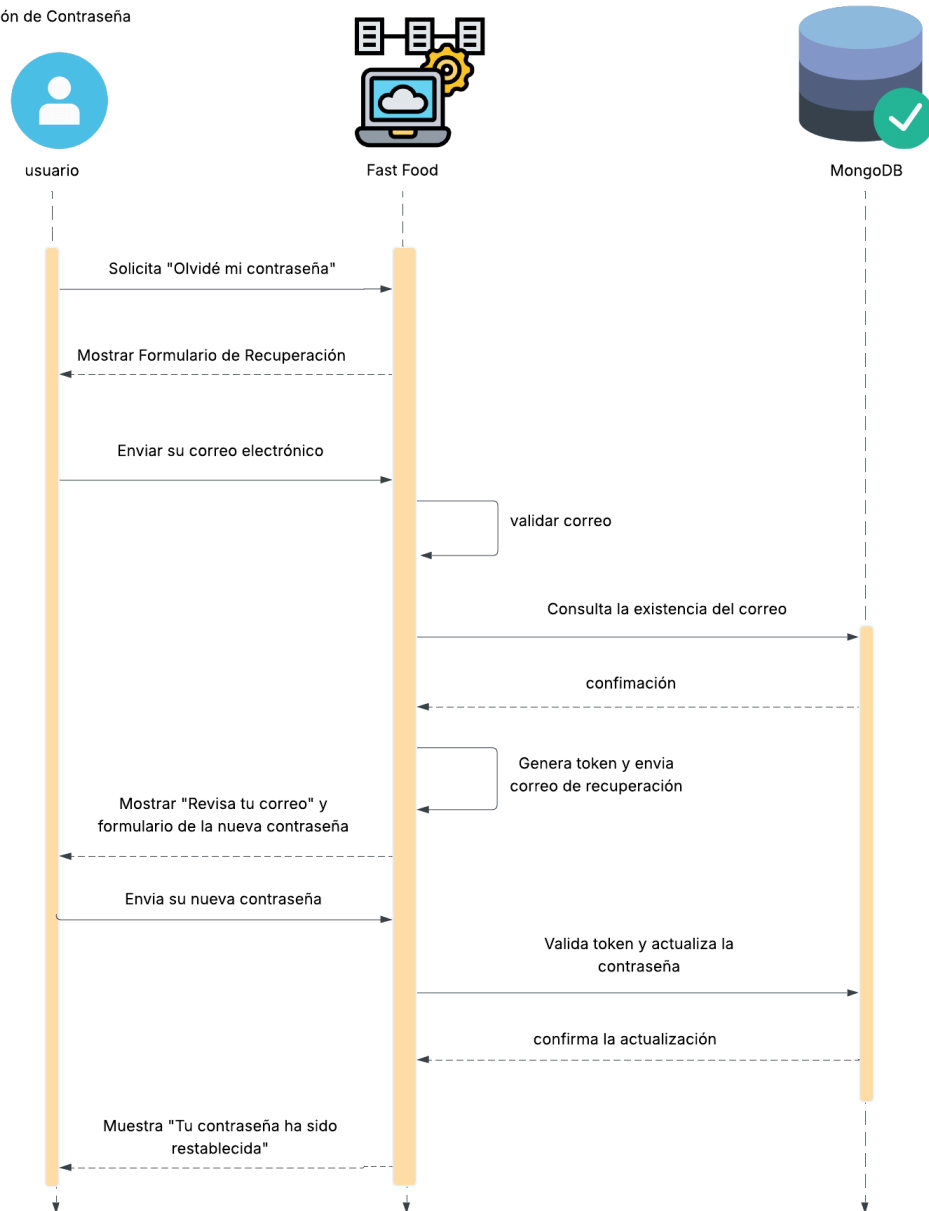 ón de Contraseña
usuario
Fast Food
MongoDB
Solicita "Olvidé mi contraseña"
Mostrar Formulario de Recuperación
Enviar su correo electrónico
validar correo
Consulta la existencia del correo
confimación
Genera token y envia
correo de recuperación
Mostrar "Revisa tu correo" y
formulario de la nueva contraseña
Envia su nueva contraseña
Valida token y actualiza la
contraseña
confirma la actualización
Muestra "Tu contraseña ha sido
restablecida"